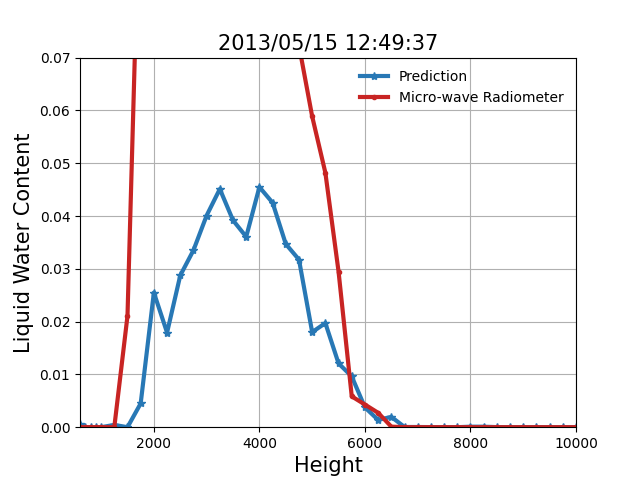 2013/05/15 12:49:37
Prediction
Micro-wave Radiometer
Liquid Water Content
0.07
0.06
0.05
0.04
0.03
0.02
0.01
0.00
2000 4000 6000 8000 10000
Height